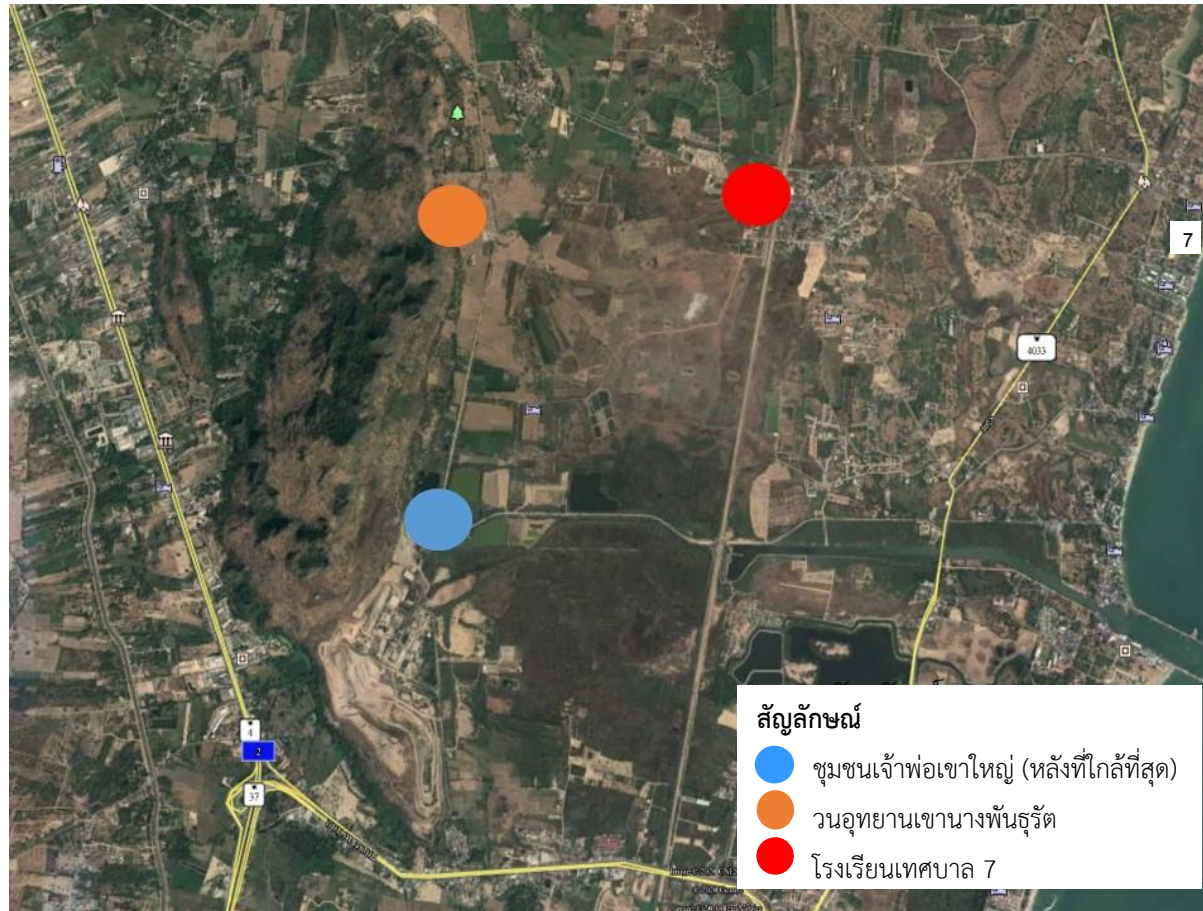 7
4033
4
2
37
สัญลักษณ์
ชุมชนเจ้าพ่อเขาใหญ่ (หลังที่ใกล้ที่สุด)
วนอุทยานเขานางพันธุรัต
โรงเรียนเทศบาล 7